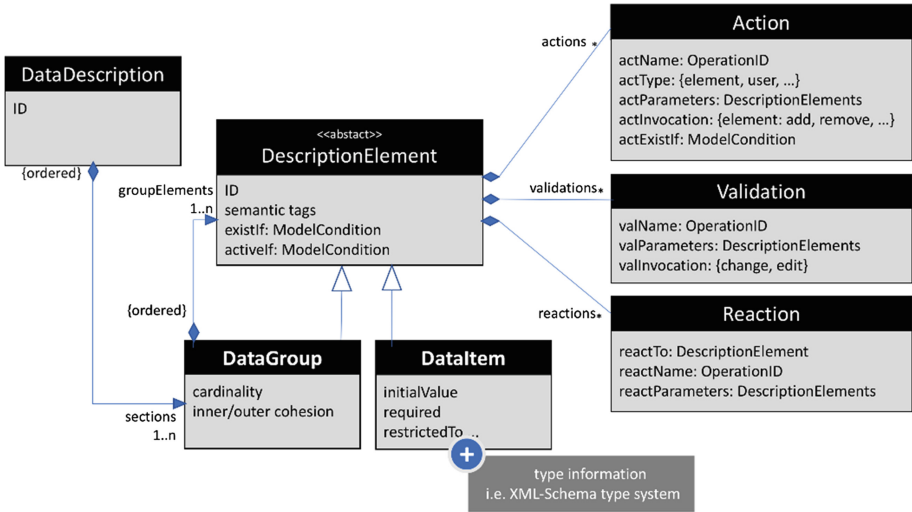 DataDescription
ID
{ordered}
<<abstact>>
DescriptionElement
ID
semantic tags
existIf: ModelCondition
activeIf: ModelCondition
groupElements
1..n
{ordered}
DataGroup
cardinality
inner/outer cohesion
sections
1..n
DataItem
initialValue
required
restrictedTo ..
+
type information
i.e. XML-Schema type system
actions *
Action
actName: OperationID
actType: {element, user, ...}
actParameters: DescriptionElements
actInvocation: {element: add, remove, ...}
actExistIf: ModelCondition
validations*
Validation
valName: OperationID
valParameters: DescriptionElements
valInvocation: {change, edit}
reactions*
Reaction
reactTo: DescriptionElement
reactName: OperationID
reactParameters: DescriptionElements